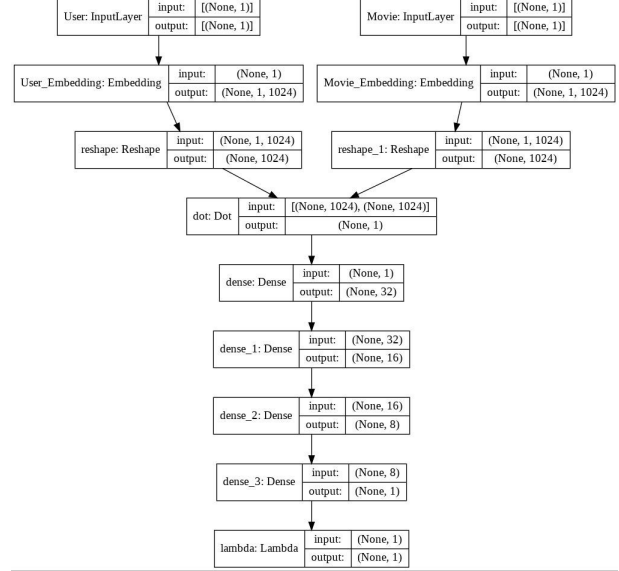 User: InputLayer input: [(None, 1)] output: [(None, 1)]
Movie: InputLayer input: [(None, 1)] output: [(None, 1)]
User_Embedding: Embedding input: (None, 1) output: (None, 1, 1024)
Movie_Embedding: Embedding input: (None, 1) output: (None, 1, 1024)
reshape: Reshape input: (None, 1, 1024) output: (None, 1024)
reshape_1: Reshape input: (None, 1, 1024) output: (None, 1024)
dot: Dot input: [(None, 1024), (None, 1024)] output: (None, 1)
dense: Dense input: (None, 1) output: (None, 32)
dense_1: Dense input: (None, 32) output: (None, 16)
dense_2: Dense input: (None, 16) output: (None, 8)
dense_3: Dense input: (None, 8) output: (None, 1)
lambda: Lambda input: (None, 1) output: (None, 1)